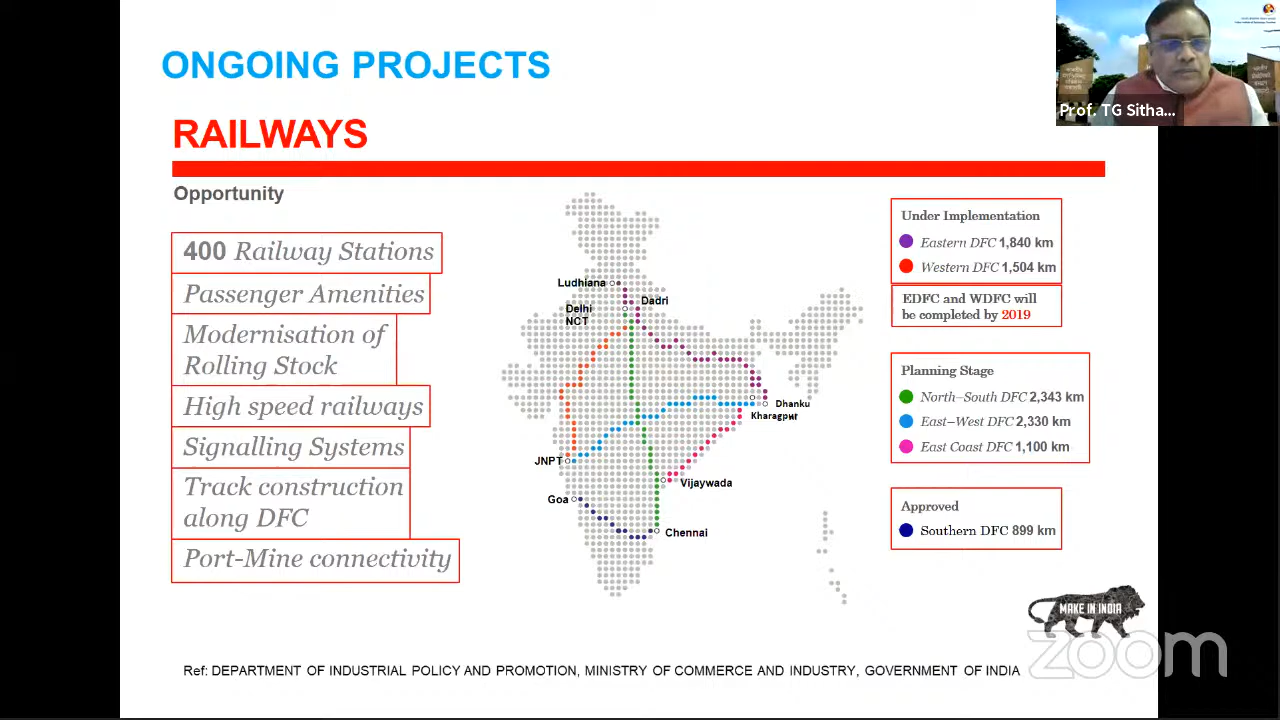 ONGOING PROJECTS
RAILWAYS
Opportunity
400 Railway Stations
Passenger Amenities
Modernisation of
Rolling Stock
High speed railways
Signalling Systems
Track construction
along DFC
Port-Mine connectivity
Ludhiana
Delhi
NCT
Dadri
Dhanku
Kharagpur
JNPT
Vijaywada
Goa
Chennai
Under Implementation
Eastern DFC 1,840 km
Western DFC 1,504 km
EDFC and WDFC will
be completed by 2019
Planning Stage
North–South DFC 2,343 km
East–West DFC 2,330 km
East Coast DFC 1,100 km
Approved
Southern DFC 899 km
MAKE IN INDIA
zoom
Ref: DEPARTMENT OF INDUSTRIAL POLICY AND PROMOTION, MINISTRY OF COMMERCE AND INDUSTRY, GOVERNMENT OF INDIA
Prof. TG Sitha...